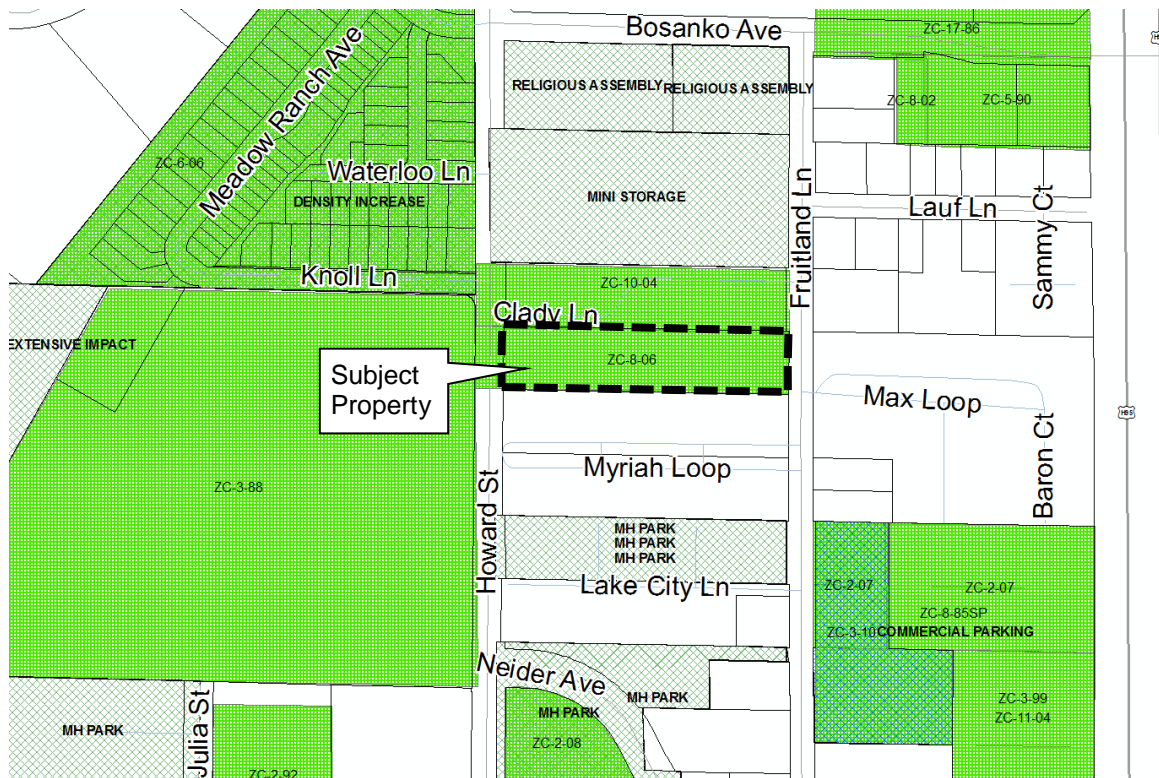 Bosanko Ave
ZC-17-86
Meadow Ranch Ave
RELIGIOUS ASSEMBLY
RELIGIOUS ASSEMBLY
ZC-8-02
ZC-5-90
ZC-6-06
Waterloo Ln
DENSITY INCREASE
MINI STORAGE
Fruitland Ln
Lauf Ln
Sammy Ct
Knoll Ln
ZC-10-04
Clady Ln
EXTENSIVE IMPACT
ZC-8-06
Subject
Property
Max Loop
H95
Baron Ct
Myriah Loop
ZC-3-88
Howard St
MH PARK
MH PARK
MH PARK
Lake City Ln
ZC-2-07
ZC-2-07
ZC-8-85SP
ZC-3-10
COMMERCIAL PARKING
Neider Ave
MH PARK
MH PARK
ZC-3-99
ZC-11-04
MH PARK
Julia St
ZC-2-08
ZC-2-92